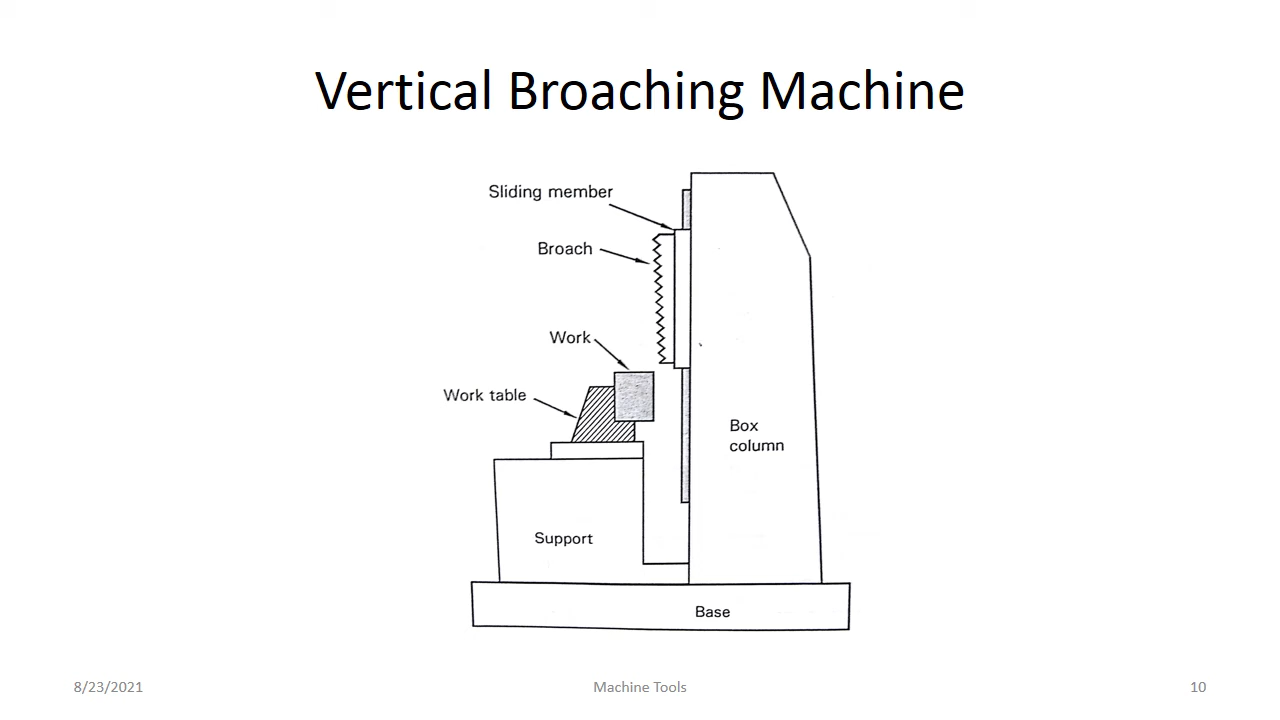 Vertical Broaching Machine
Sliding member
Broach
Work
Work table
Box
column
Support
Base
8/23/2021
Machine Tools
10